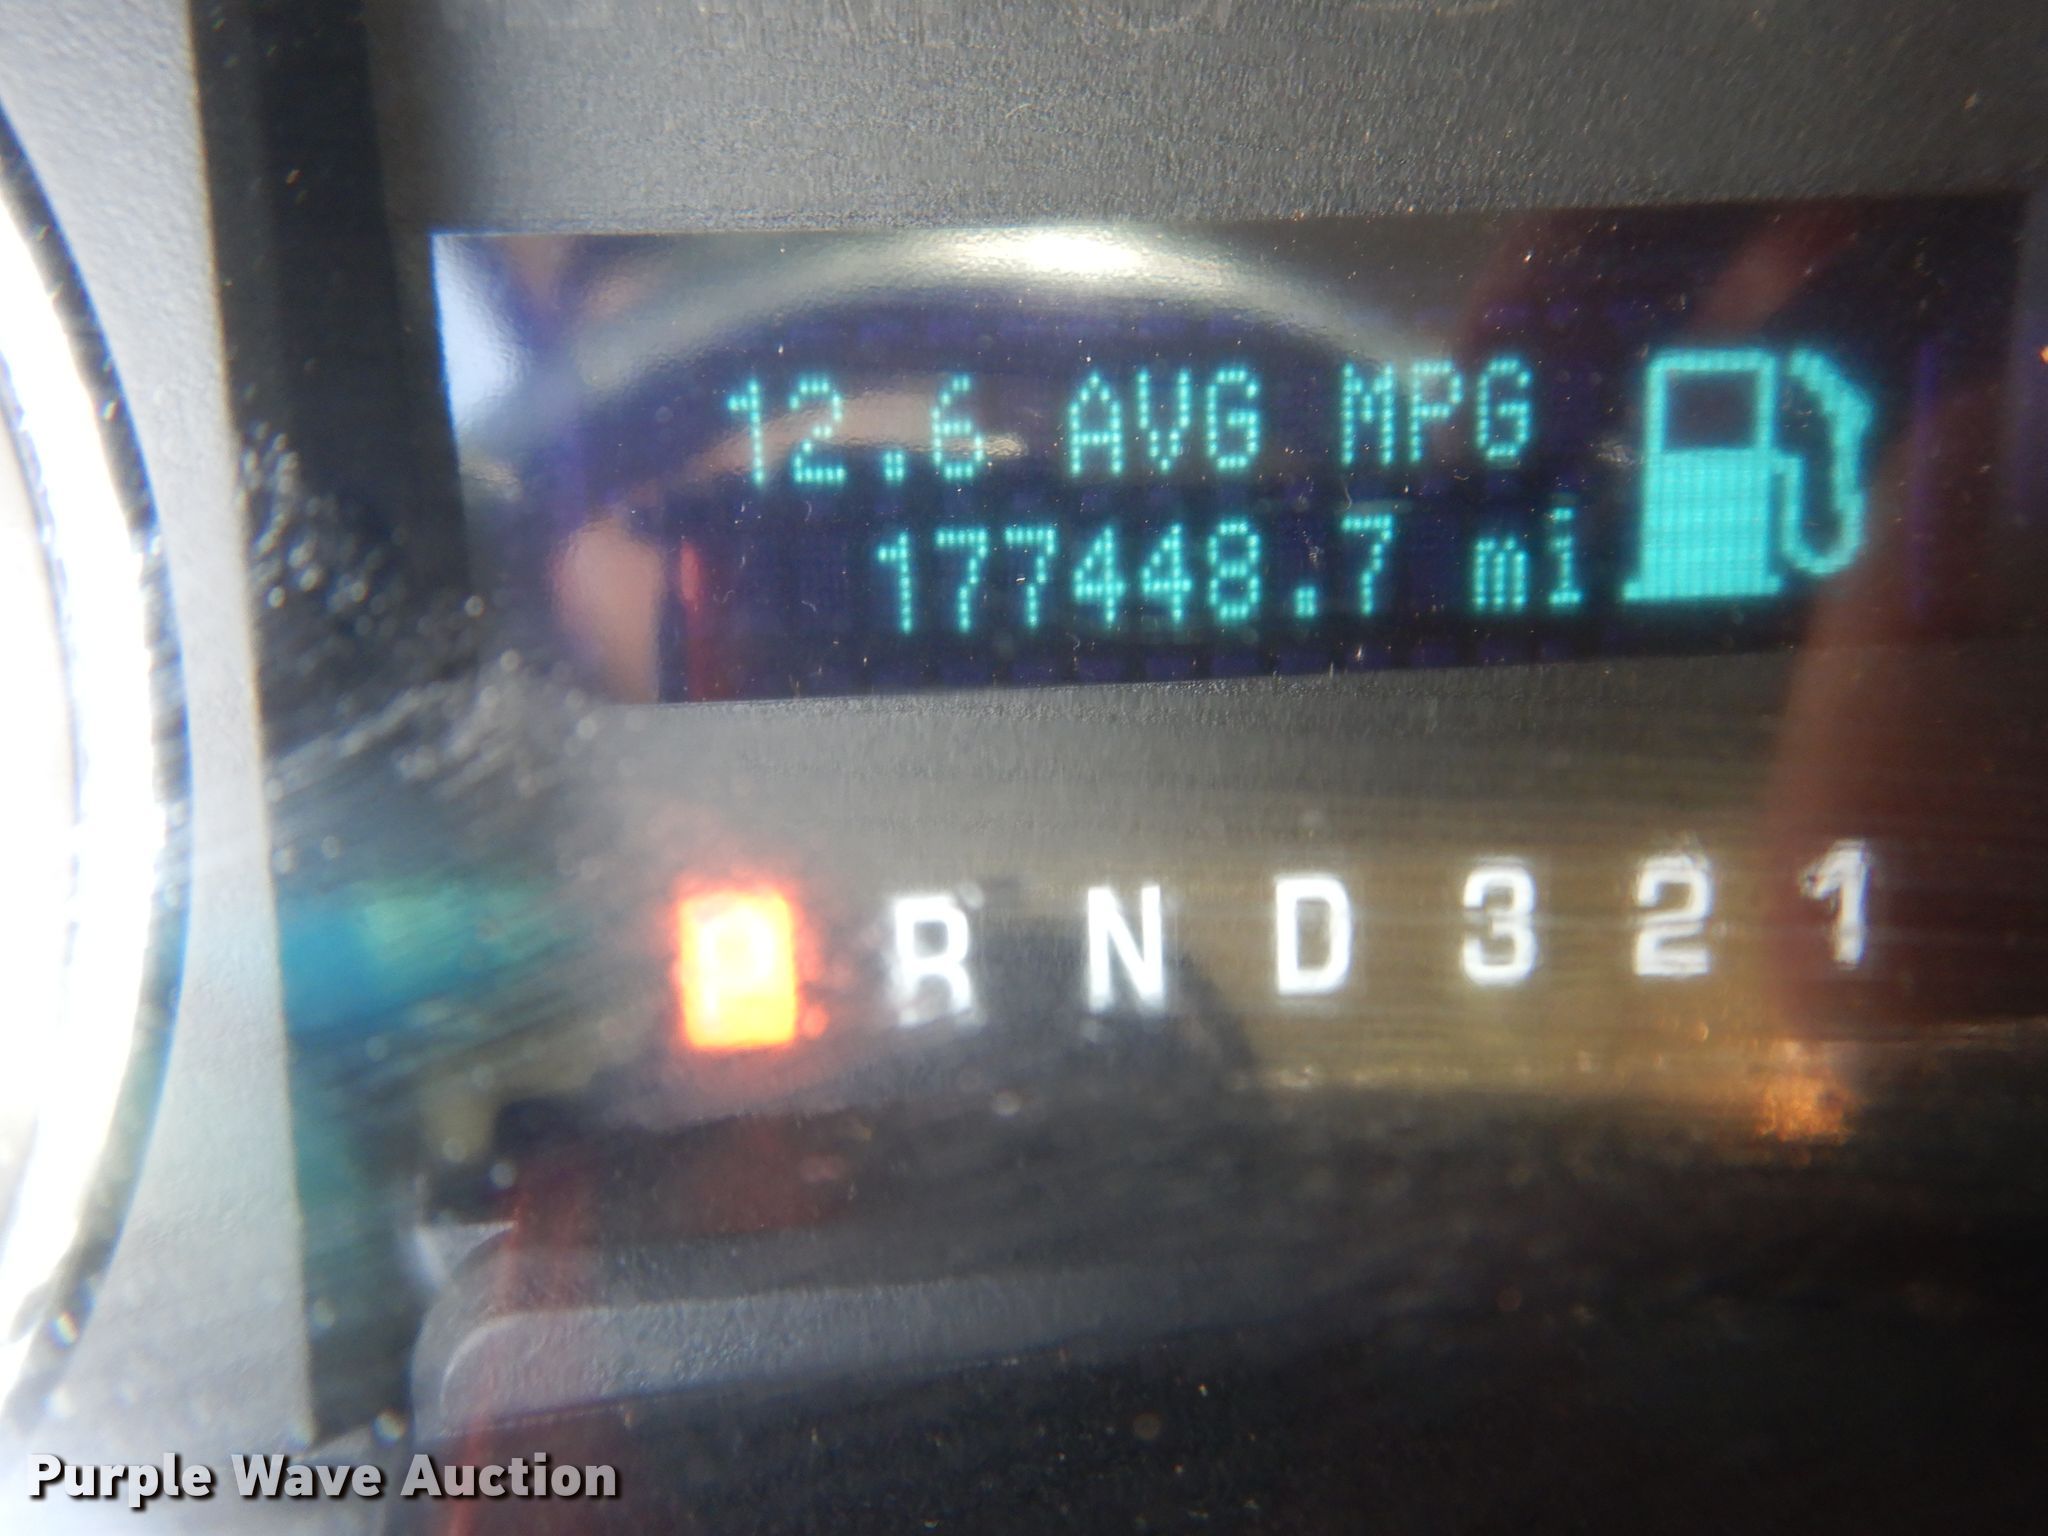 12.6 AVG MPG
177448.7 mi
P R N D 3 2 1
Purple Wave Auction